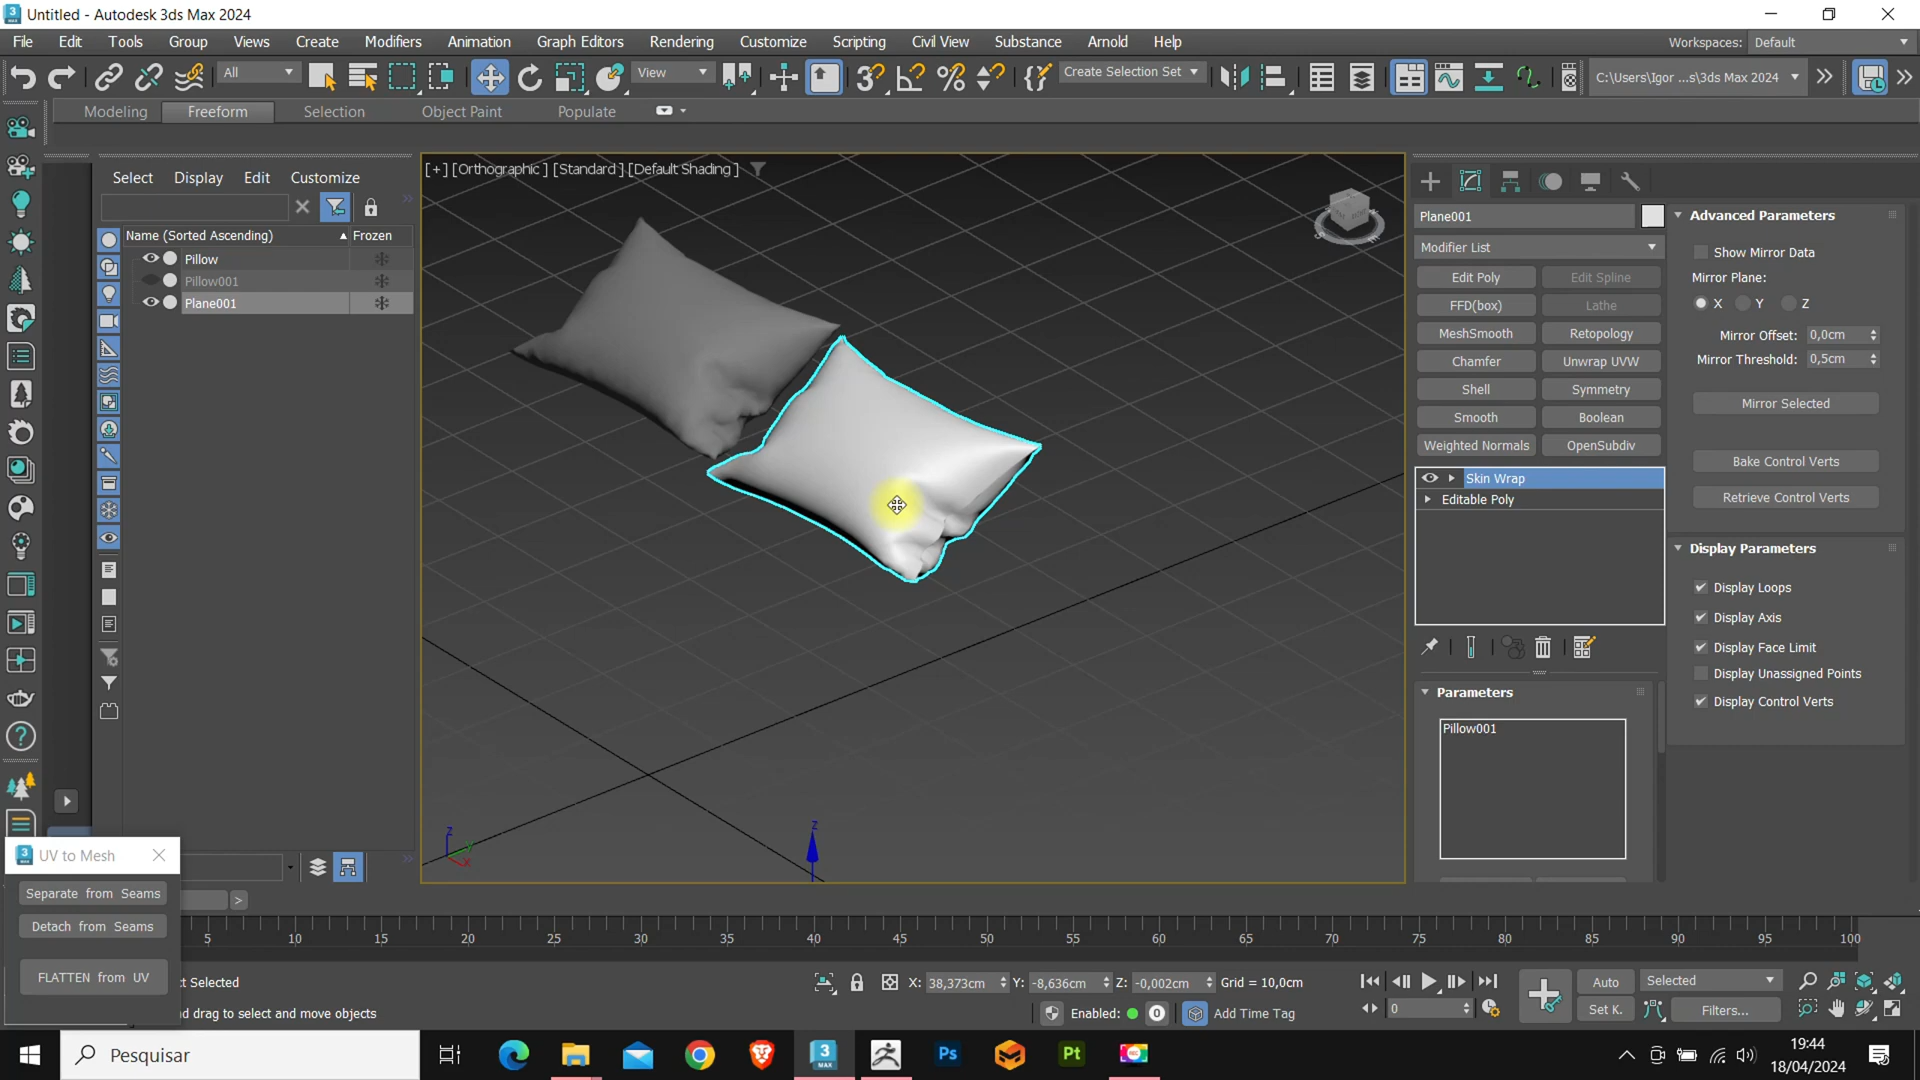 Untitled - Autodesk 3ds Max 2024
File Edit Tools Group Views Create Modifiers Animation Graph Editors Rendering Customize Scripting Civil View Substance Arnold Help
Workspaces: Default
All
View
Create Selection Set
C:\Users\Igor ...s\3ds Max 2024
Modeling Freeform Selection Object Paint Populate
Select Display Edit Customize
Name (Sorted Ascending) Frozen
Pillow
Pillow001
Plane001
[+] [Orthographic ] [Standard ] [Default Shading ]
Z
Z
X
Plane001
Modifier List
Edit Poly Edit Spline
FFD(box) Lathe
MeshSmooth Retopology
Chamfer Unwrap UVW
Shell Symmetry
Smooth Boolean
Weighted Normals OpenSubdiv
Skin Wrap
Editable Poly
Parameters
Pillow001
Advanced Parameters
Show Mirror Data
Mirror Plane:
X Y Z
Mirror Offset: 0,0cm
Mirror Threshold: 0,5cm
Mirror Selected
Bake Control Verts
Retrieve Control Verts
Display Parameters
Display Loops
Display Axis
Display Face Limit
Display Unassigned Points
Display Control Verts
UV to Mesh
Separate from Seams
Detach from Seams
FLATTEN from UV
>
5 10 15 20 25 30 35 40 45 50 55 60 65 70 75 80 85 90 95 100
ct Selected
X: 38,373cm Y: -8,636cm Z: -0,002cm Grid = 10,0cm
nd drag to select and move objects
Enabled: 0 Add Time Tag
0
Auto Selected
Set K. Filters...
Pesquisar
3
MAX
Ps
Pt
19:44
18/04/2024